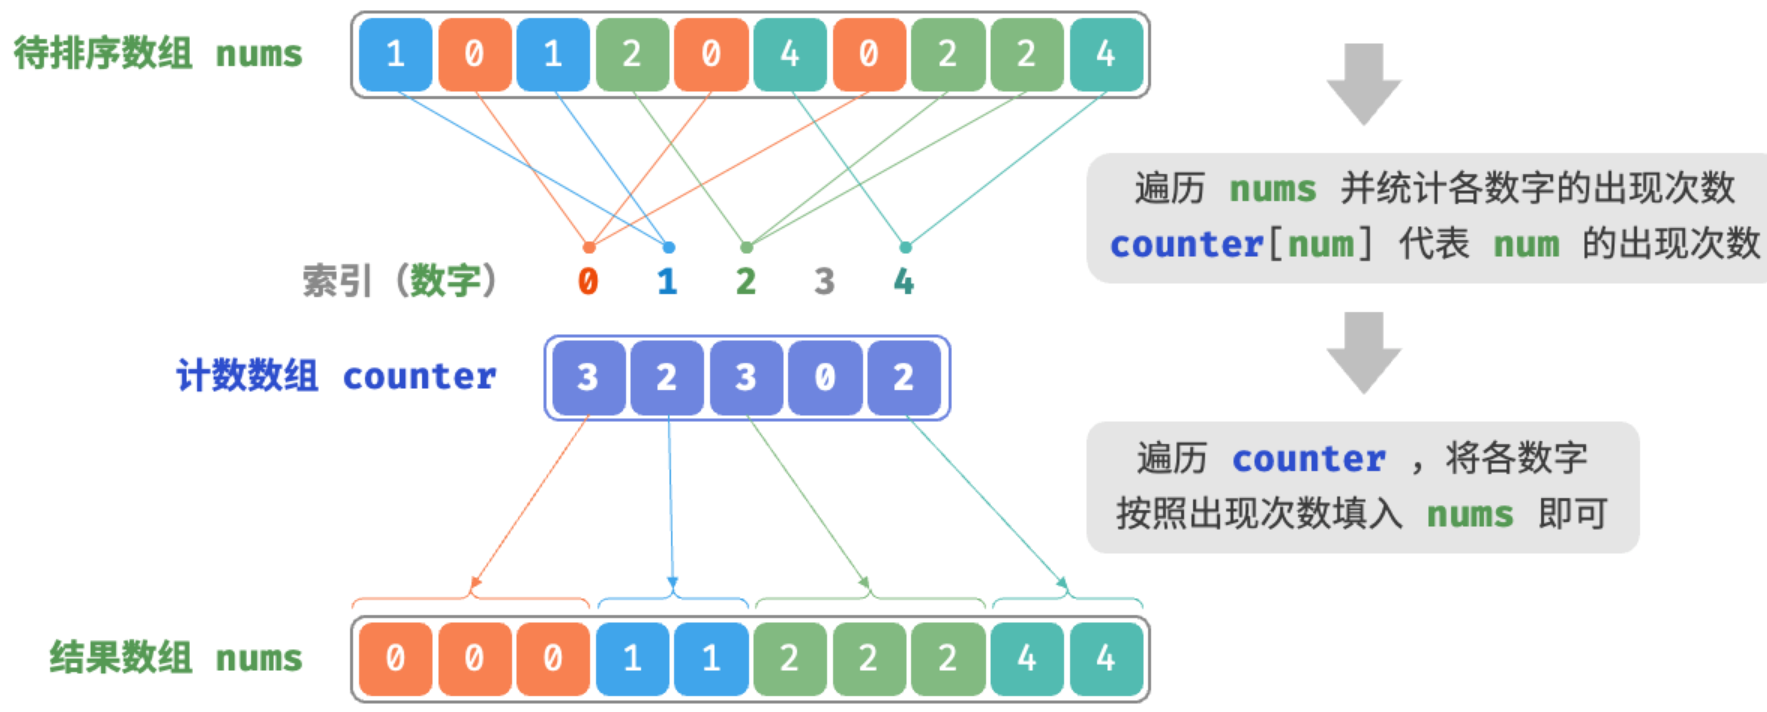 待排序数组 nums
1 0 1 2 0 4 0 2 2 4
遍历 nums 并统计各数字的出现次数
counter[num] 代表 num 的出现次数
索引（数字） 0 1 2 3 4
计数数组 counter
3 2 3 0 2
遍历 counter ，将各数字
按照出现次数填入 nums 即可
结果数组 nums
0 0 0 1 1 2 2 2 4 4